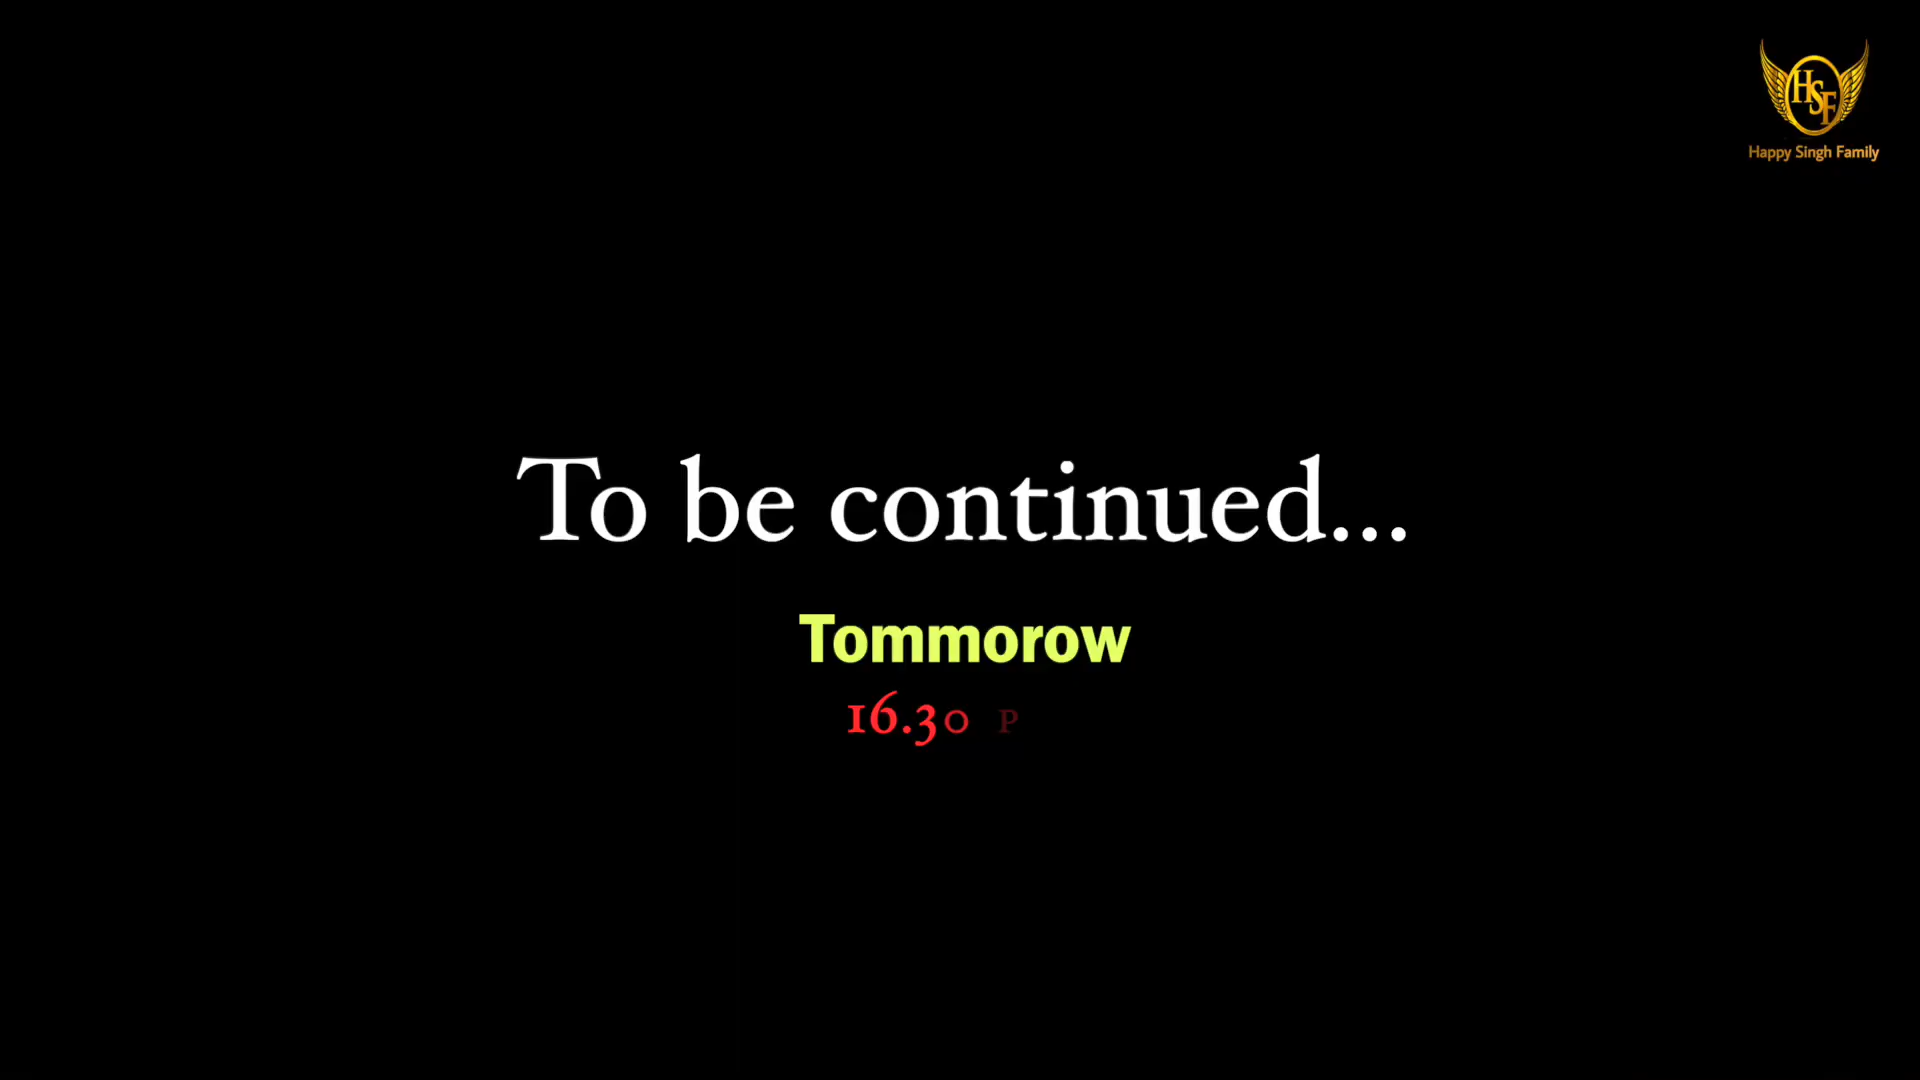 HSF
Happy Singh Family
To be continued...
Tommorow
16.30 P